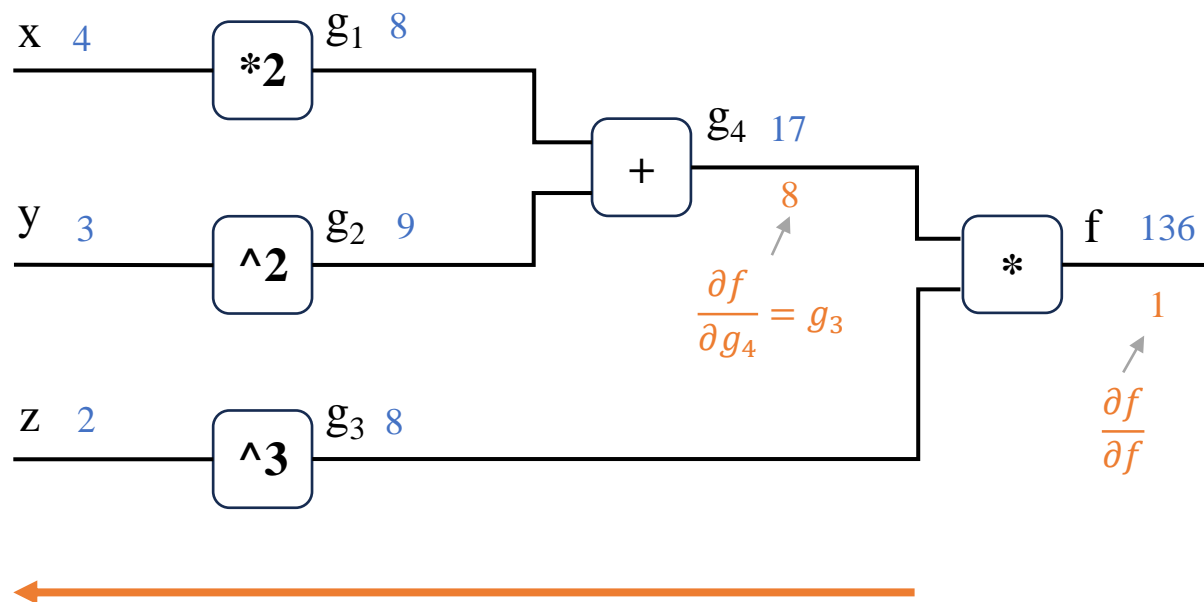 x 4 *2 g₁ 8
g₄ 17
+
8
y 3 ^2 g₂ 9
f 136
*
∂f/∂g₄ = g₃
1
z 2 ^3 g₃ 8
∂f/∂f